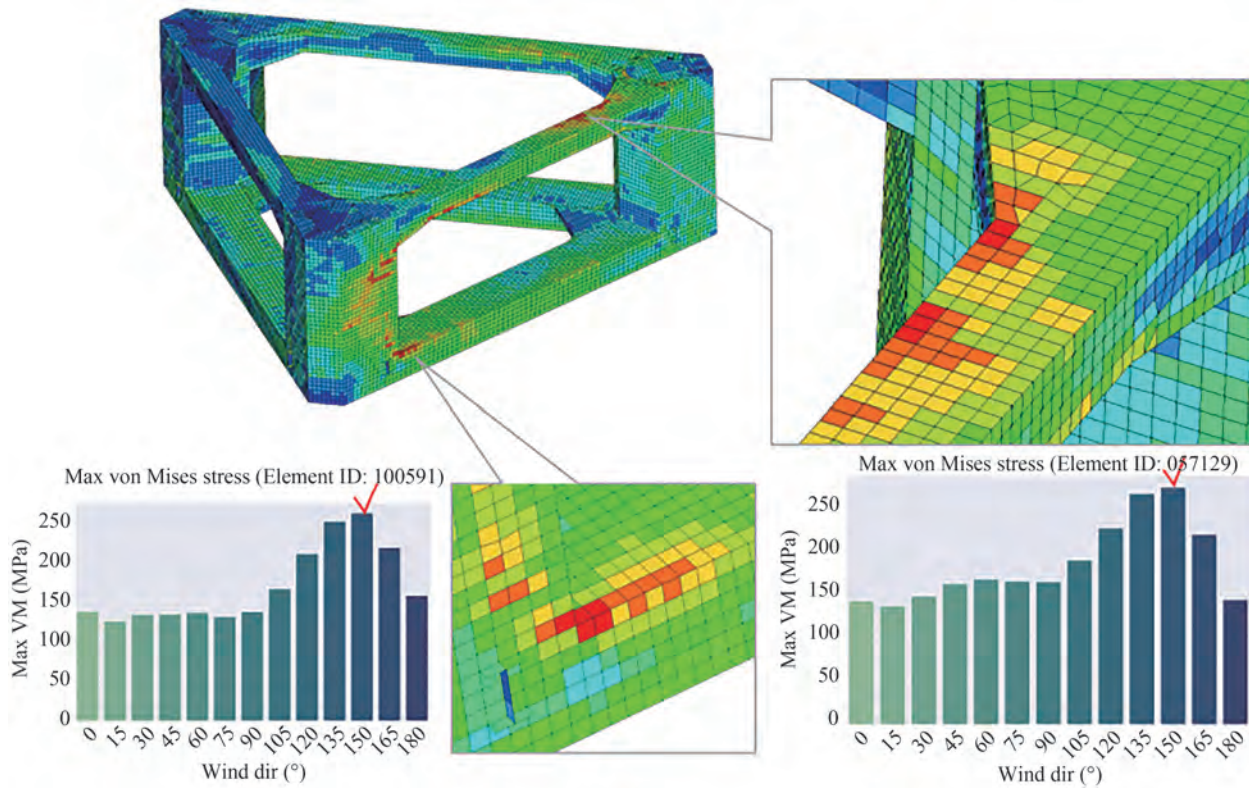 Max von Mises stress (Element ID: 100591)
Max VM (MPa)
250
200
150
100
50
0
0 15 30 45 60 75 90 105 120 135 150 165 180
Wind dir (°)
Max von Mises stress (Element ID: 057129)
Max VM (MPa)
250
200
150
100
50
0
0 15 30 45 60 75 90 105 120 135 150 165 180
Wind dir (°)